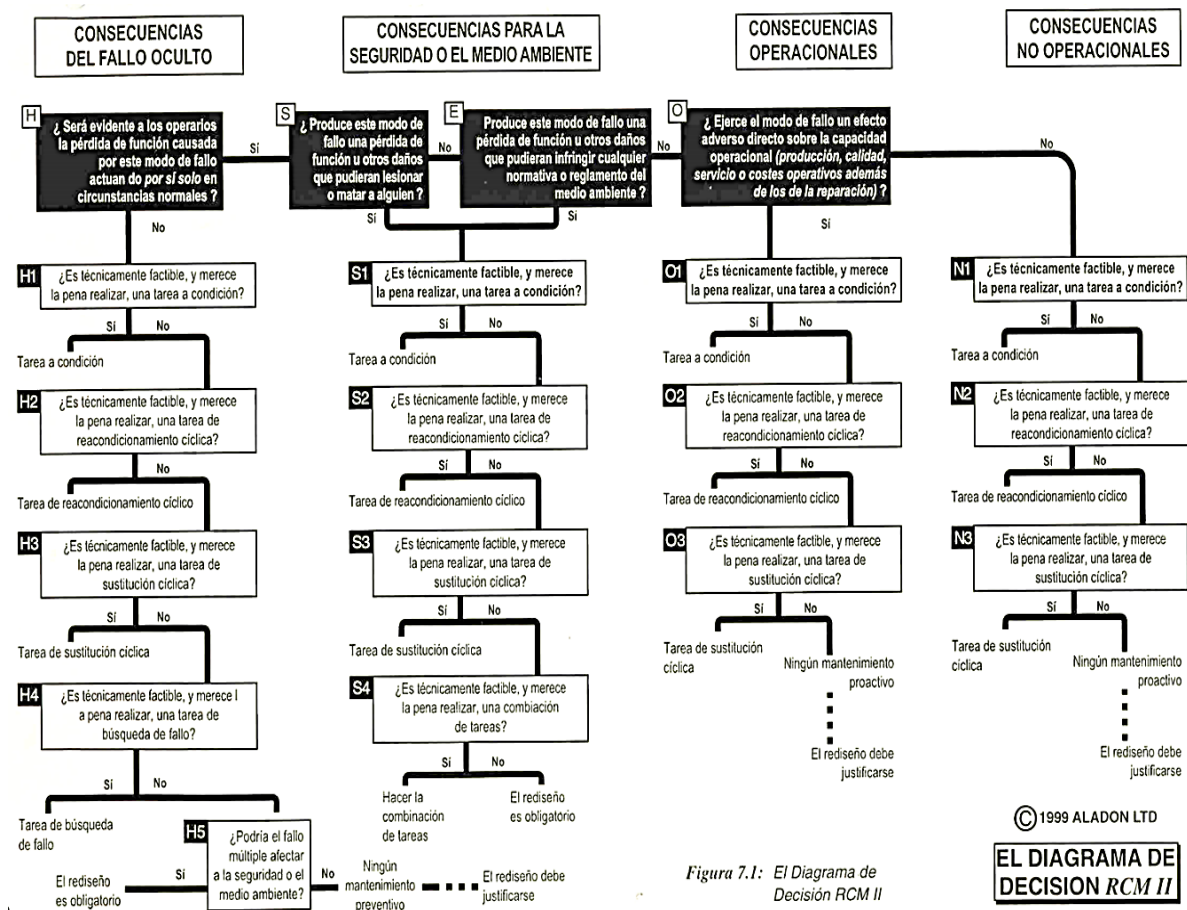 CONSECUENCIAS
DEL FALLO OCULTO
CONSECUENCIAS PARA LA
SEGURIDAD O EL MEDIO AMBIENTE
CONSECUENCIAS
OPERACIONALES
CONSECUENCIAS
NO OPERACIONALES
H
¿ Será evidente a los operarios
la pérdida de función causada
por este modo de fallo
actuan do por sí solo en
circunstancias normales ?
Sí
No
S
¿ Produce este modo de
fallo una pérdida de
función u otros daños
que pudieran lesionar
o matar a alguien ?
No
Sí
E
Produce este modo de fallo una
pérdida de función u otros daños
que pudieran infringir cualquier
normativa o reglamento del
medio ambiente ?
No
Sí
O
¿ Ejerce el modo de fallo un efecto
adverso directo sobre la capacidad
operacional (producción, calidad,
servicio o costes operativos además
de los de la reparación) ?
No
Sí
H1
¿Es técnicamente factible, y merece
la pena realizar, una tarea a condición?
Sí No
Tarea a condición
H2
¿Es técnicamente factible, y merece
la pena realizar, una tarea de
reacondicionamiento cíclica?
Sí No
Tarea de reacondicionamiento cíclico
H3
¿Es técnicamente factible, y merece
la pena realizar, una tarea de
sustitución cíclica?
Sí No
Tarea de sustitución cíclica
H4
¿Es técnicamente factible, y merece l
a pena realizar, una tarea de
búsqueda de fallo?
Sí No
Tarea de búsqueda
de fallo
H5
¿Podría el fallo
múltiple afectar
a la seguridad o el
medio ambiente?
Sí
El rediseño
es obligatorio
No
Ningún
mantenimiento
preventivo
El rediseño debe
justificarse
S1
¿Es técnicamente factible, y merece
la pena realizar, una tarea a condición?
Sí No
Tarea a condición
S2
¿Es técnicamente factible, y merece
la pena realizar, una tarea de
reacondicionamiento cíclica?
Sí No
Tarea de reacondicionamiento cíclico
S3
¿Es técnicamente factible, y merece
la pena realizar, una tarea de
sustitución cíclica?
Sí No
Tarea de sustitución cíclica
S4
¿Es técnicamente factible, y merece
la pena realizar, una combiación
de tareas?
Sí No
Hacer la
combinación
de tareas
El rediseño
es obligatorio
O1
¿Es técnicamente factible, y merece
la pena realizar, una tarea a condición?
Sí No
Tarea a condición
O2
¿Es técnicamente factible, y merece
la pena realizar, una tarea de
reacondicionamiento cíclica?
Sí No
Tarea de reacondicionamiento cíclico
O3
¿Es técnicamente factible, y merece
la pena realizar, una tarea de
sustitución cíclica?
Sí No
Tarea de sustitución
cíclica
Ningún mantenimiento
proactivo
El rediseño debe
justificarse
N1
¿Es técnicamente factible, y merece
la pena realizar, una tarea a condición?
Sí No
Tarea a condición
N2
¿Es técnicamente factible, y merece
la pena realizar, una tarea de
reacondicionamiento cíclica?
Sí No
Tarea de reacondicionamiento cíclico
N3
¿Es técnicamente factible, y merece
la pena realizar, una tarea de
sustitución cíclica?
Sí No
Tarea de sustitución
cíclica
Ningún mantenimiento
proactivo
El rediseño debe
justificarse
Figura 7.1: El Diagrama de
Decisión RCM II
© 1999 ALADON LTD
EL DIAGRAMA DE
DECISION RCM II